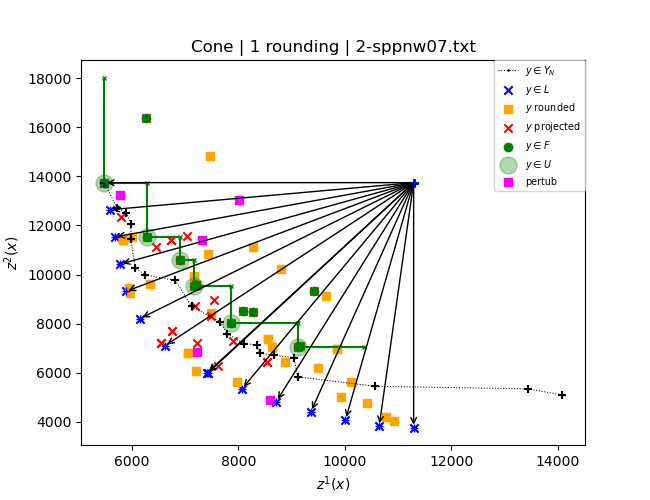 Cone | 1 rounding | 2-sppnw07.txt
18000
16000
14000
12000
10000
8000
6000
4000
z²(x)
6000
8000
10000
12000
14000
z¹(x)
y ∈ Y_N
y ∈ L
y rounded
y projected
y ∈ F
y ∈ U
pertub